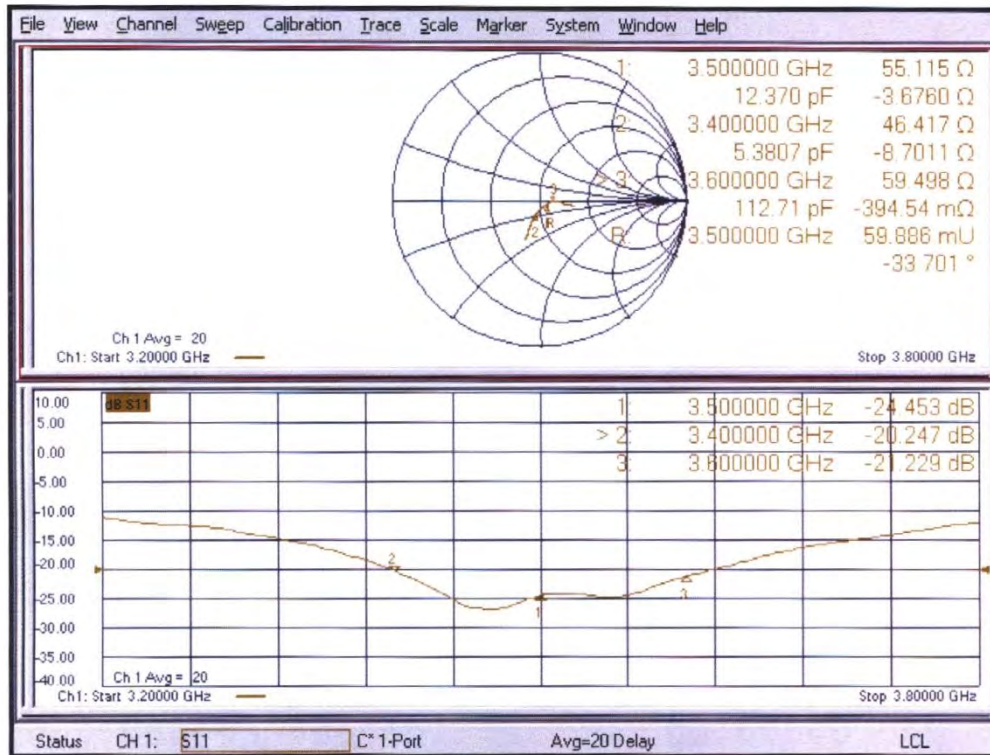 File View Channel Sweep Calibration Trace Scale Marker System Window Help
1: 3.500000 GHz 55.115 Ω
12.370 pF -3.6760 Ω
2: 3.400000 GHz 46.417 Ω
5.3807 pF -8.7011 Ω
> 3: 3.600000 GHz 59.498 Ω
112.71 pF -394.54 mΩ
R: 3.500000 GHz 59.886 mU
-33.701 °
3
2 R
Ch 1 Avg = 20
Ch1: Start 3.20000 GHz Stop 3.80000 GHz
10.00 dB S11
5.00
0.00
-5.00
-10.00
-15.00
-20.00
-25.00
-30.00
-35.00
-40.00
1: 3.500000 GHz -24.453 dB
> 2: 3.400000 GHz -20.247 dB
3: 3.600000 GHz -21.229 dB
2
1
3
Ch 1 Avg = 20
Ch1: Start 3.20000 GHz Stop 3.80000 GHz
Status CH 1: S11 C* 1-Port Avg=20 Delay LCL